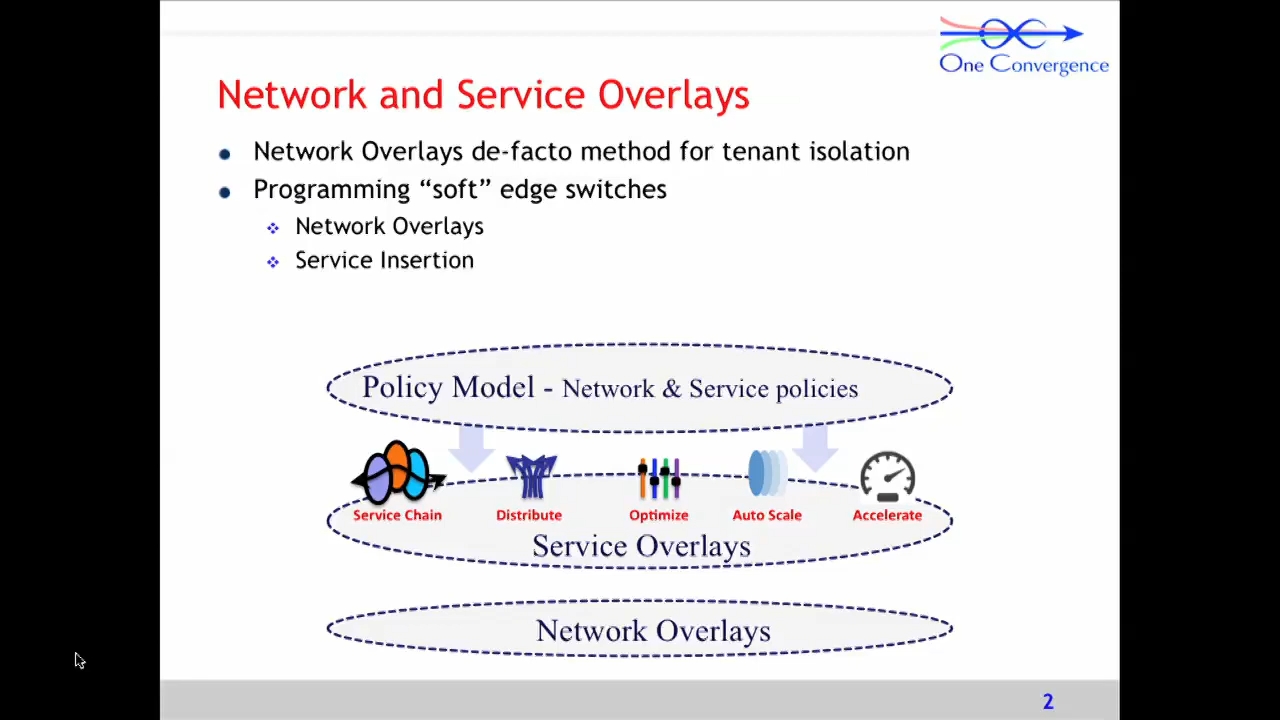 One Convergence
Network and Service Overlays
Network Overlays de-facto method for tenant isolation
Programming “soft” edge switches
Network Overlays
Service Insertion
Policy Model - Network & Service policies
Service Chain Distribute Optimize Auto Scale Accelerate
Service Overlays
Network Overlays
2